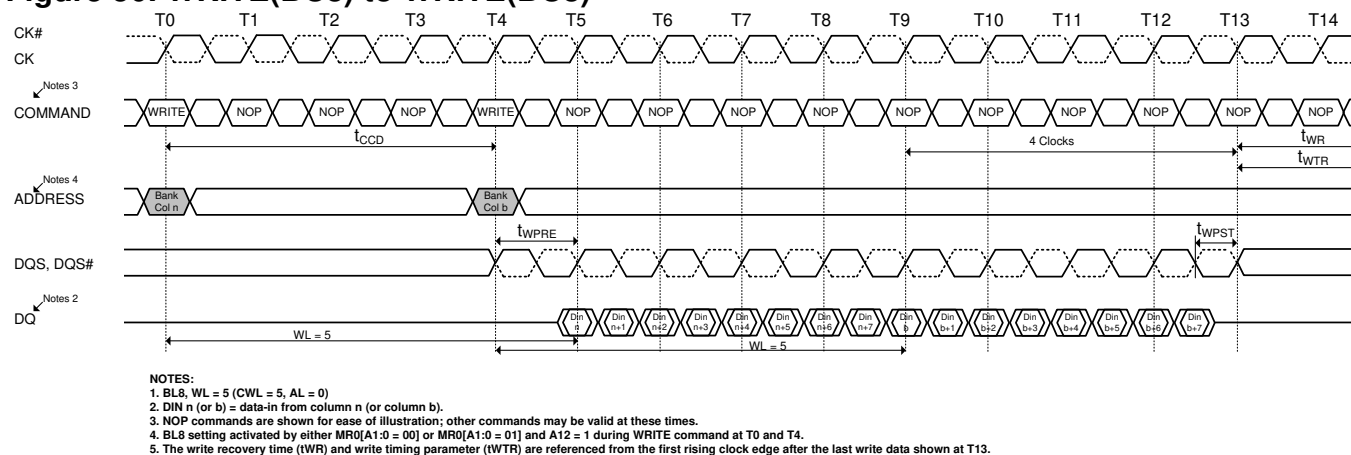 T0 T1 T2 T3 T4 T5 T6 T7 T8 T9 T10 T11 T12 T13 T14
CK#
CK
Notes 3
COMMAND WRITE NOP NOP NOP WRITE NOP NOP NOP NOP NOP NOP NOP NOP NOP NOP
tCCD 4 Clocks tWR
tWTR
Notes 4
ADDRESS
Bank Bank
Col n Col b
tWPRE tWPST
DQS, DQS#
Notes 2
DQ
Din Din Din Din Din Din Din Din Din Din Din Din Din Din Din Din
n n+1 n+2 n+3 n+4 n+5 n+6 n+7 b b+1 b+2 b+3 b+4 b+5 b+6 b+7
WL = 5 WL = 5
NOTES:
1. BL8, WL = 5 (CWL = 5, AL = 0)
2. DIN n (or b) = data-in from column n (or column b).
3. NOP commands are shown for ease of illustration; other commands may be valid at these times.
4. BL8 setting activated by either MR0[A1:0 = 00] or MR0[A1:0 = 01] and A12 = 1 during WRITE command at T0 and T4.
5. The write recovery time (tWR) and write timing parameter (tWTR) are referenced from the first rising clock edge after the last write data shown at T13.